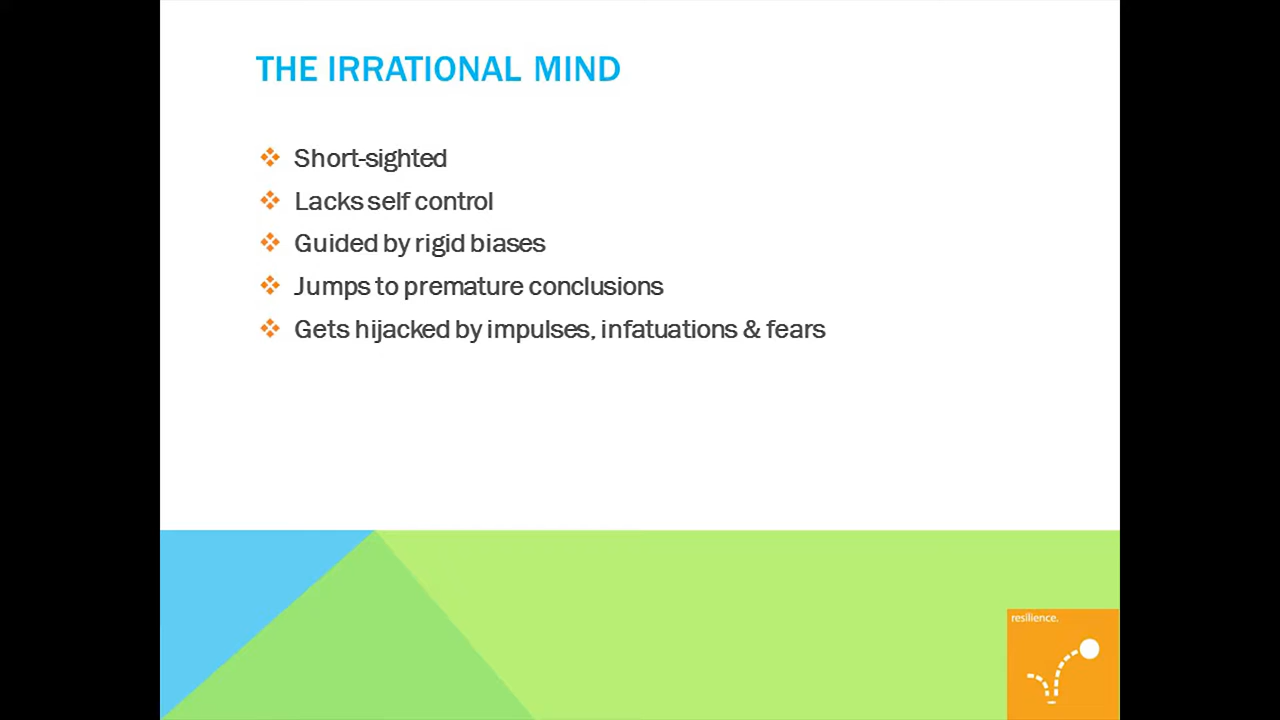 THE IRRATIONAL MIND
Short-sighted
Lacks self control
Guided by rigid biases
Jumps to premature conclusions
Gets hijacked by impulses, infatuations & fears
resilience.